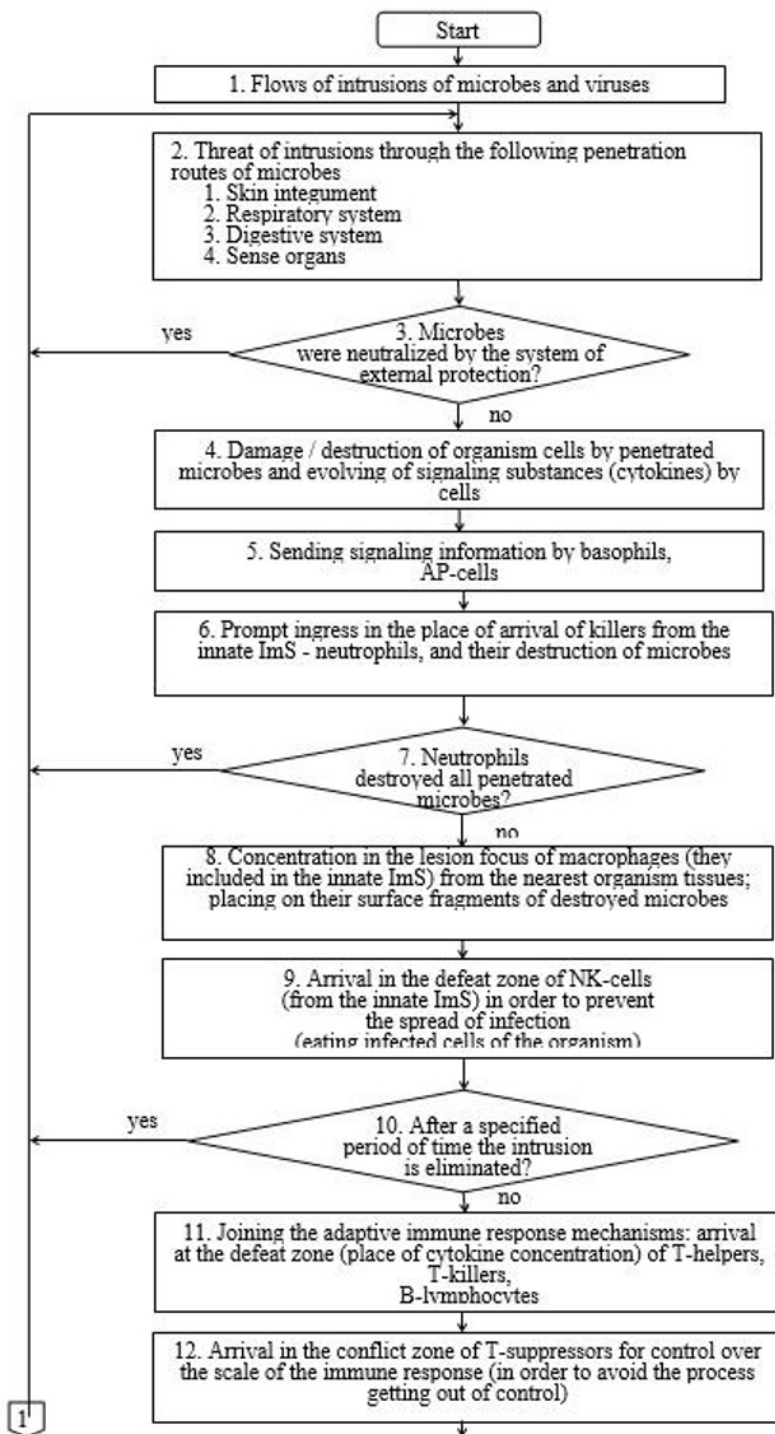 Start
1. Flows of intrusions of microbes and viruses
2. Threat of intrusions through the following penetration
routes of microbes
1. Skin integument
2. Respiratory system
3. Digestive system
4. Sense organs
yes
3. Microbes
were neutralized by the system of
external protection?
no
4. Damage / destruction of organism cells by penetrated
microbes and evolving of signaling substances (cytokines) by
cells
5. Sending signaling information by basophils,
AP-cells
6. Prompt ingress in the place of arrival of killers from the
innate ImS - neutrophils, and their destruction of microbes
yes
7. Neutrophils
destroyed all penetrated
microbes?
no
8. Concentration in the lesion focus of macrophages (they
included in the innate ImS) from the nearest organism tissues;
placing on their surface fragments of destroyed microbes
9. Arrival in the defeat zone of NK-cells
(from the innate ImS) in order to prevent
the spread of infection
(eating infected cells of the organism)
yes
10. After a specified
period of time the intrusion
is eliminated?
no
11. Joining the adaptive immune response mechanisms: arrival
at the defeat zone (place of cytokine concentration) of T-helpers,
T-killers,
B-lymphocytes
12. Arrival in the conflict zone of T-suppressors for control over
the scale of the immune response (in order to avoid the process
getting out of control)
1